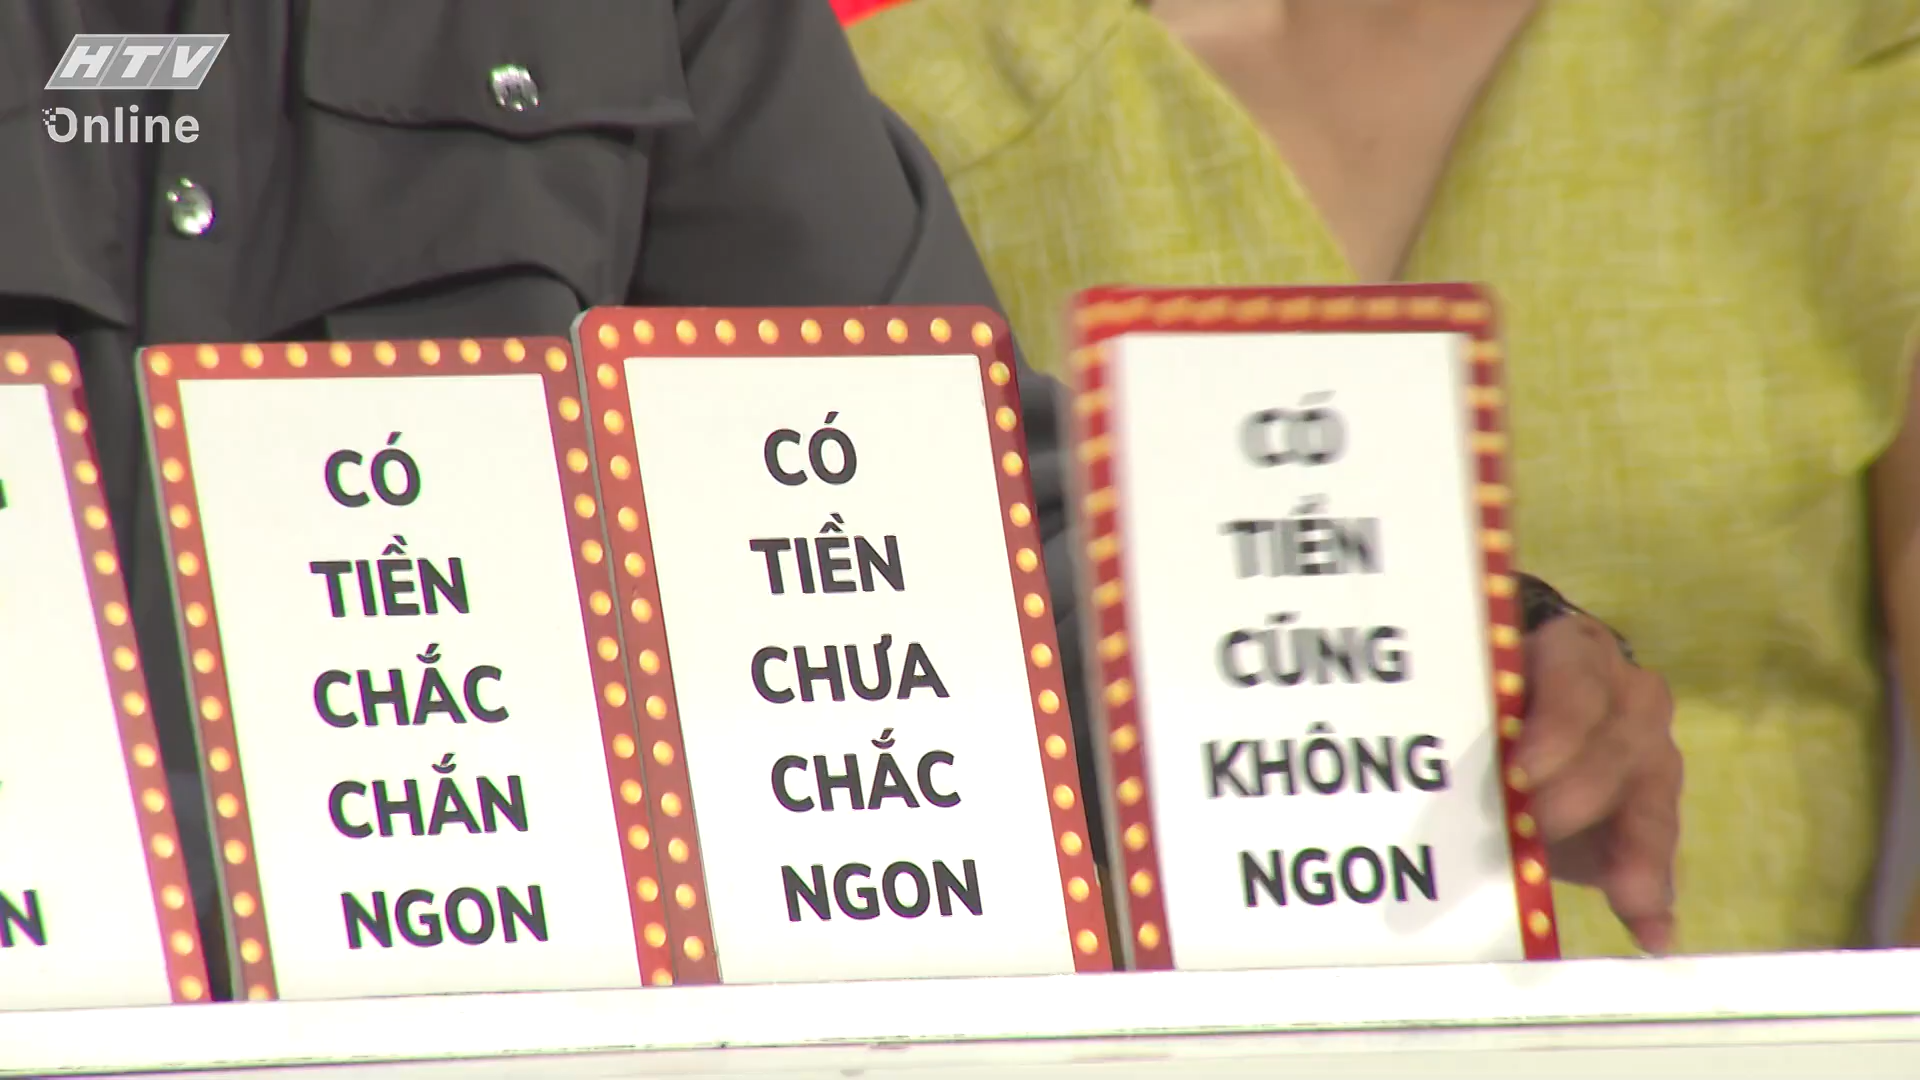 HTV
Online
CÓ
TIỀN
CHẮC
CHẮN
NGON
CÓ
TIỀN
CHƯA
CHẮC
NGON
CÓ
TIỀN
CŨNG
KHÔNG
NGON